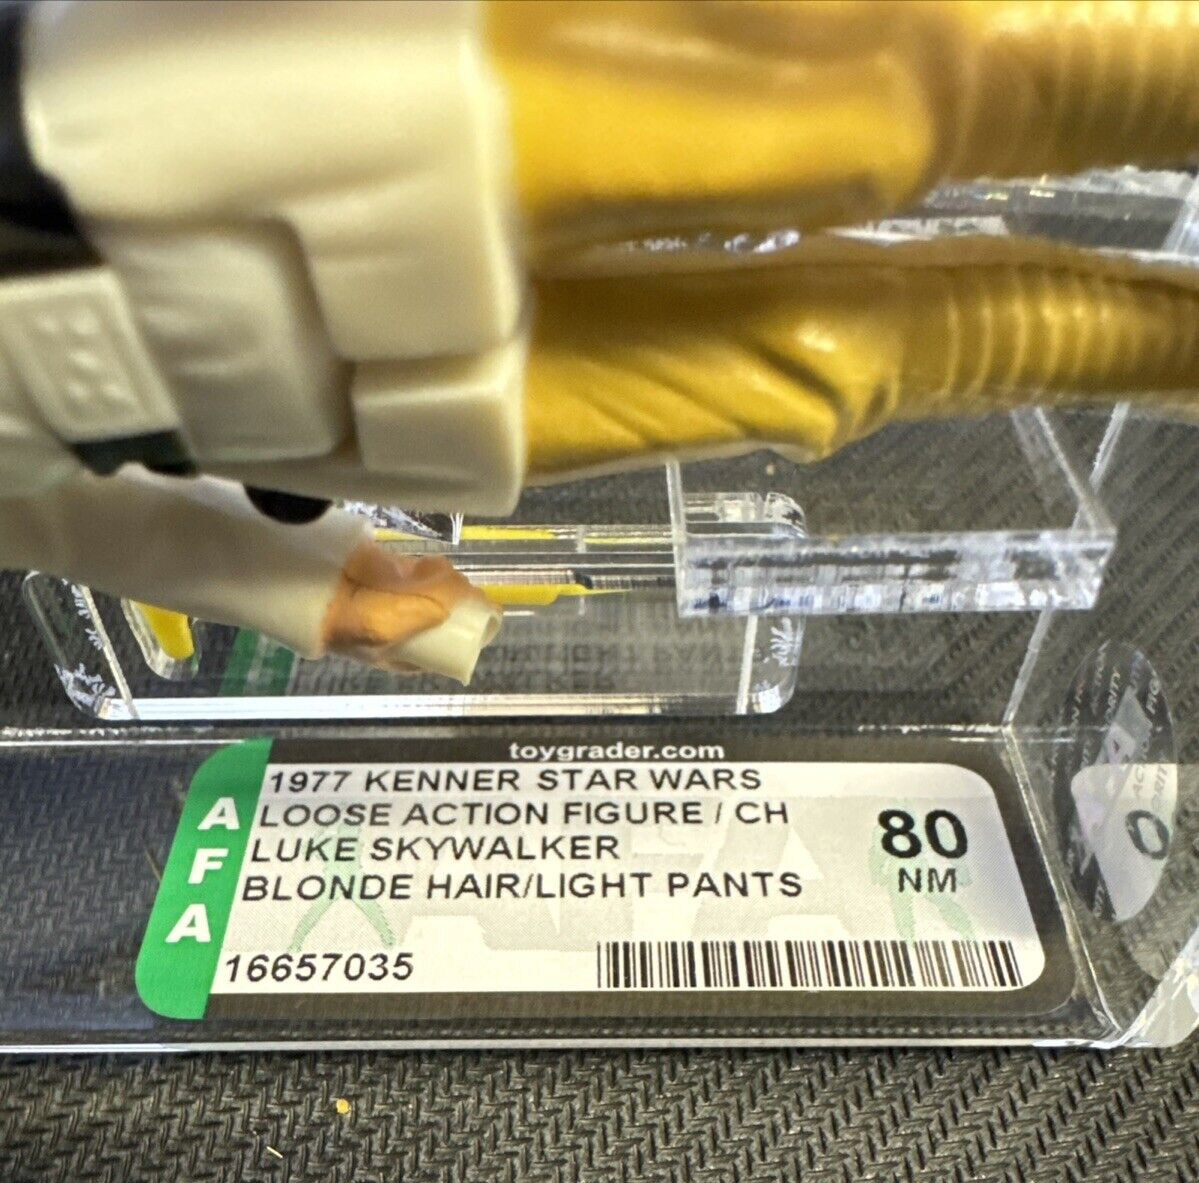 toygrader.com
AFA
1977 KENNER STAR WARS
LOOSE ACTION FIGURE / CH
LUKE SKYWALKER
BLONDE HAIR/LIGHT PANTS
80
NM
16657035